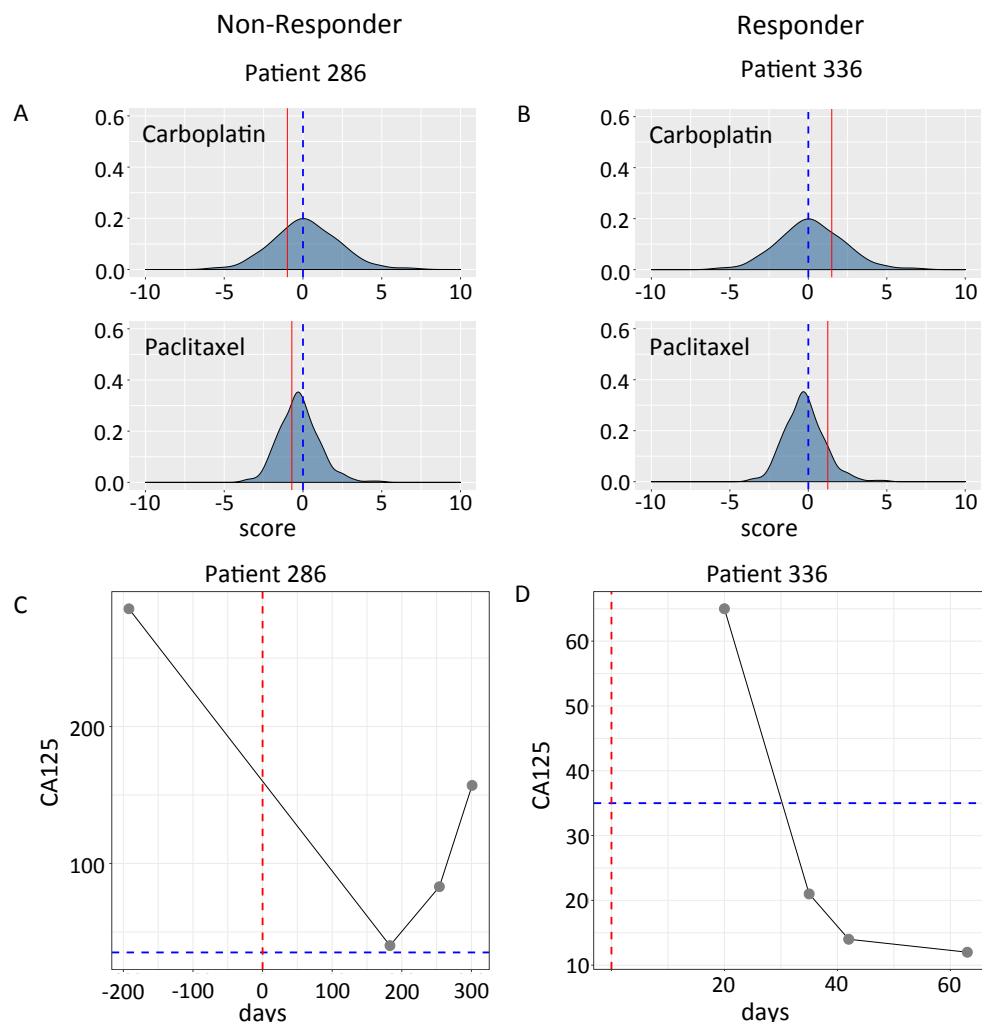 Non-Responder
Responder
Patient 286
Patient 336
A
B
0.6
Carboplatin
0.4
0.2
0.0
-10 -5 0 5 10
0.6
Carboplatin
0.4
0.2
0.0
-10 -5 0 5 10
0.6
Paclitaxel
0.4
0.2
0.0
-10 -5 0 5 10
score
0.6
Paclitaxel
0.4
0.2
0.0
-10 -5 0 5 10
score
C
Patient 286
CA125
200
100
-200 -100 0 100 200 300
days
D
Patient 336
CA125
60
50
40
30
20
10
20 40 60
days